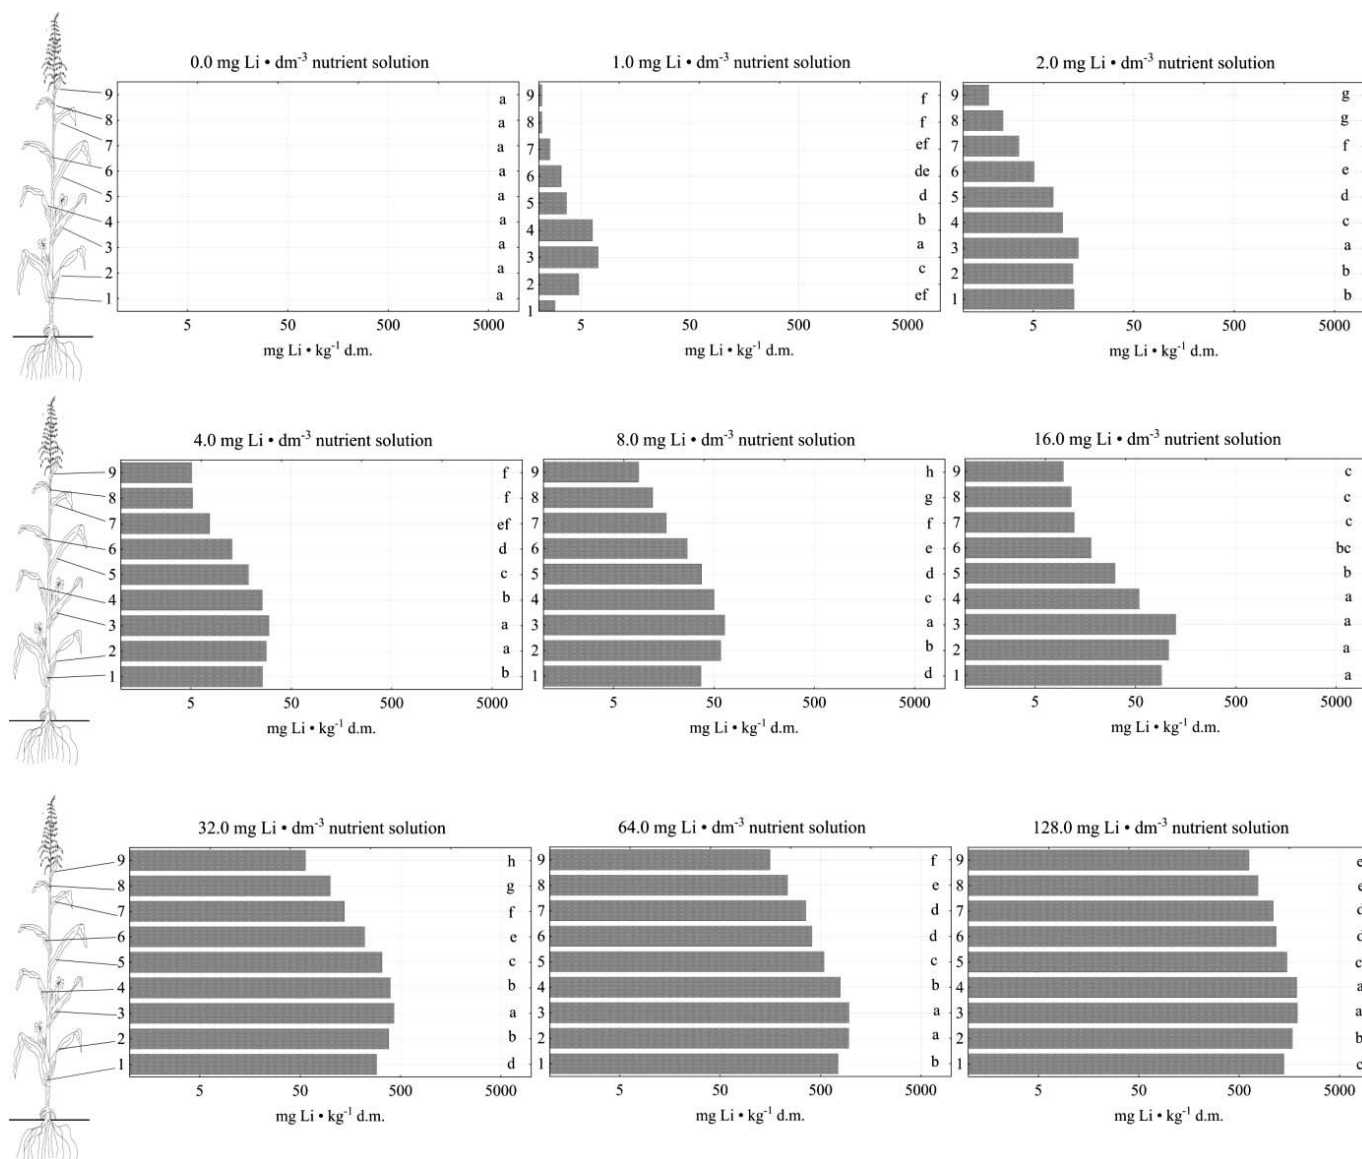 0.0 mg Li • dm⁻³ nutrient solution
1.0 mg Li • dm⁻³ nutrient solution
2.0 mg Li • dm⁻³ nutrient solution
9 a 9 f 9 g
8 a 8 f 8 g
7 a 7 ef 7 f
6 a 6 de 6 e
5 a 5 d 5 d
4 a 4 b 4 c
3 a 3 a 3 a
2 a 2 c 2 b
1 a 1 ef 1 b
5 50 500 5000 5 50 500 5000 5 50 500 5000
mg Li • kg⁻¹ d.m. mg Li • kg⁻¹ d.m. mg Li • kg⁻¹ d.m.
4.0 mg Li • dm⁻³ nutrient solution
8.0 mg Li • dm⁻³ nutrient solution
16.0 mg Li • dm⁻³ nutrient solution
9 f 9 h 9 c
8 f 8 g 8 c
7 ef 7 f 7 c
6 d 6 e 6 bc
5 c 5 d 5 b
4 b 4 c 4 a
3 a 3 a 3 a
2 a 2 b 2 a
1 b 1 d 1 a
5 50 500 5000 5 50 500 5000 5 50 500 5000
mg Li • kg⁻¹ d.m. mg Li • kg⁻¹ d.m. mg Li • kg⁻¹ d.m.
32.0 mg Li • dm⁻³ nutrient solution
64.0 mg Li • dm⁻³ nutrient solution
128.0 mg Li • dm⁻³ nutrient solution
9 h 9 f 9 e
8 g 8 e 8 e
7 f 7 d 7 d
6 e 6 d 6 d
5 c 5 c 5 c
4 b 4 b 4 a
3 a 3 a 3 a
2 b 2 a 2 b
1 d 1 b 1 c
5 50 500 5000 5 50 500 5000 5 50 500 5000
mg Li • kg⁻¹ d.m. mg Li • kg⁻¹ d.m. mg Li • kg⁻¹ d.m.